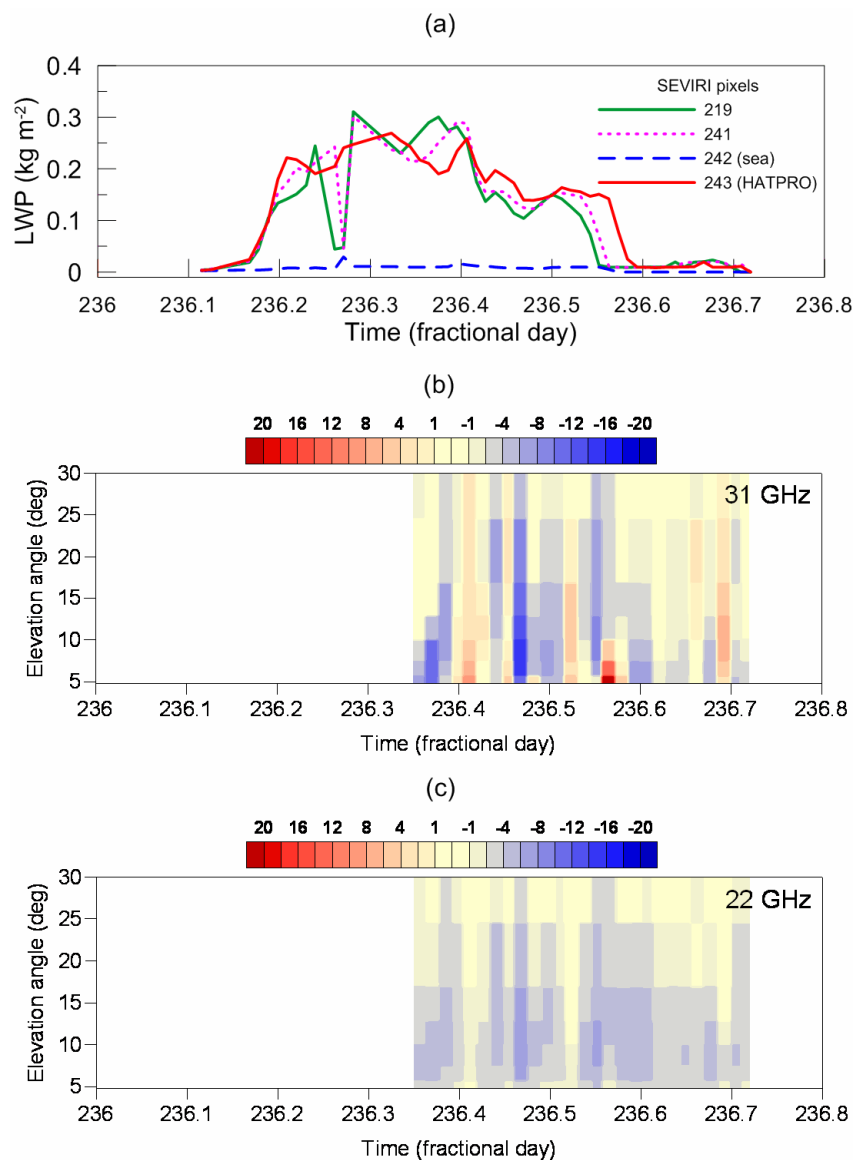 (a)
SEVIRI pixels
219
241
242 (sea)
243 (HATPRO)
LWP (kg m-2)
0.4
0.3
0.2
0.1
0
236 236.1 236.2 236.3 236.4 236.5 236.6 236.7 236.8
Time (fractional day)
(b)
20 16 12 8 4 1 -1 -4 -8 -12 -16 -20
31 GHz
Elevation angle (deg)
30
25
20
15
10
5
236 236.1 236.2 236.3 236.4 236.5 236.6 236.7 236.8
Time (fractional day)
(c)
20 16 12 8 4 1 -1 -4 -8 -12 -16 -20
22 GHz
Elevation angle (deg)
30
25
20
15
10
5
236 236.1 236.2 236.3 236.4 236.5 236.6 236.7 236.8
Time (fractional day)